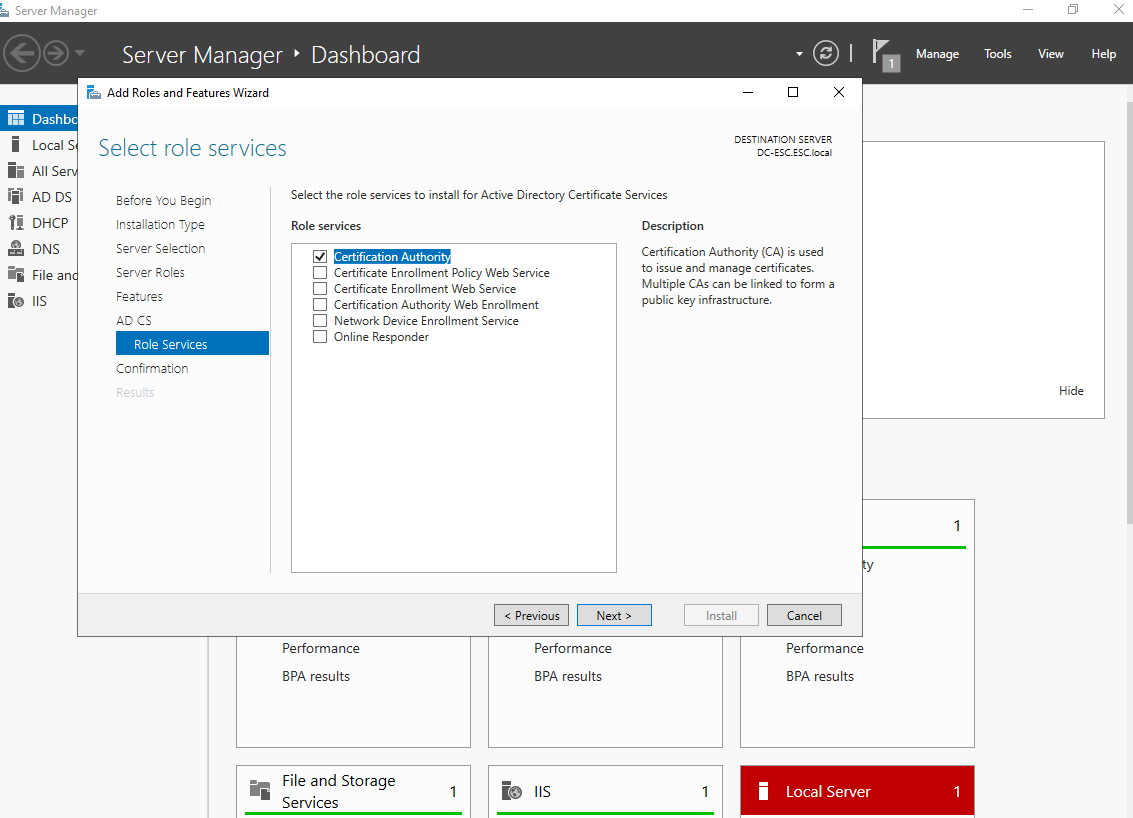 Server Manager
Server Manager ‣ Dashboard
1
Manage
Tools
View
Help
Add Roles and Features Wizard
Dashbo
Local Se
All Serv
AD DS
DHCP
DNS
File and
IIS
Select role services
DESTINATION SERVER
DC-ESC.ESC.local
Before You Begin
Installation Type
Server Selection
Server Roles
Features
AD CS
Role Services
Confirmation
Results
Select the role services to install for Active Directory Certificate Services
Role services
Certification Authority
Certificate Enrollment Policy Web Service
Certificate Enrollment Web Service
Certification Authority Web Enrollment
Network Device Enrollment Service
Online Responder
Description
Certification Authority (CA) is used
to issue and manage certificates.
Multiple CAs can be linked to form a
public key infrastructure.
< Previous
Next >
Install
Cancel
Hide
1
ty
Performance
BPA results
Performance
BPA results
Performance
BPA results
File and Storage
Services
1
IIS
1
Local Server
1